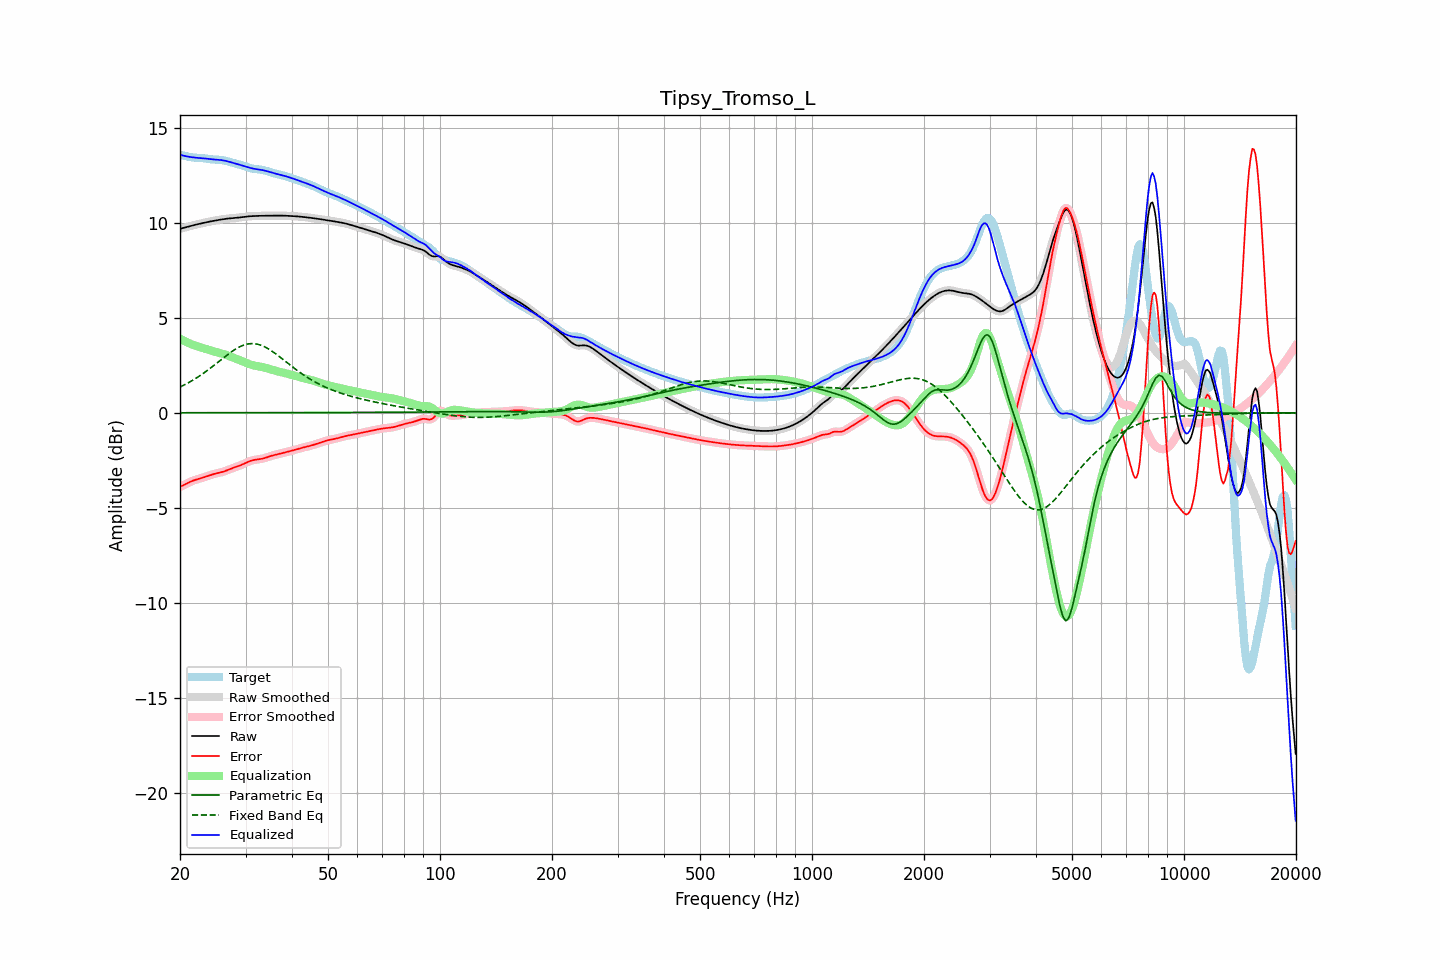 Tipsy_Tromso_L
15
10
5
0
−5
−10
−15
−20
Amplitude (dBr)
Target
Raw Smoothed
Error Smoothed
Raw
Error
Equalization
Parametric Eq
Fixed Band Eq
Equalized
20 50 100 200 500 1000 2000 5000 10000 20000
Frequency (Hz)